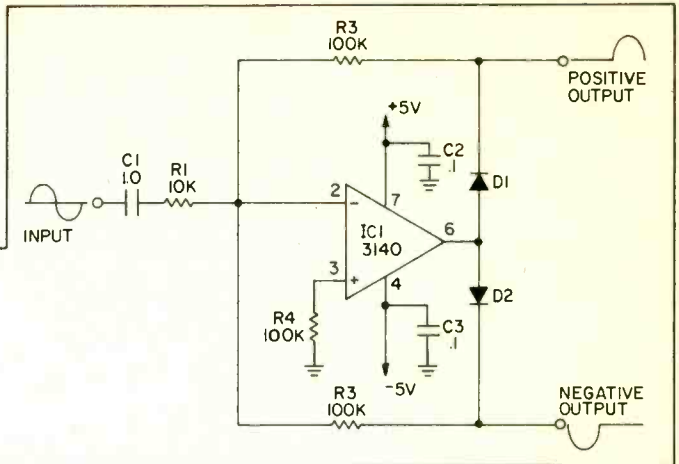 R3
100K
POSITIVE
OUTPUT
+5V
C2
.1
C1
1.0
R1
10K
D1
2
-
7
INPUT
IC1
3140
6
3
+
4
D2
R4
100K
C3
.1
-5V
R3
100K
NEGATIVE
OUTPUT